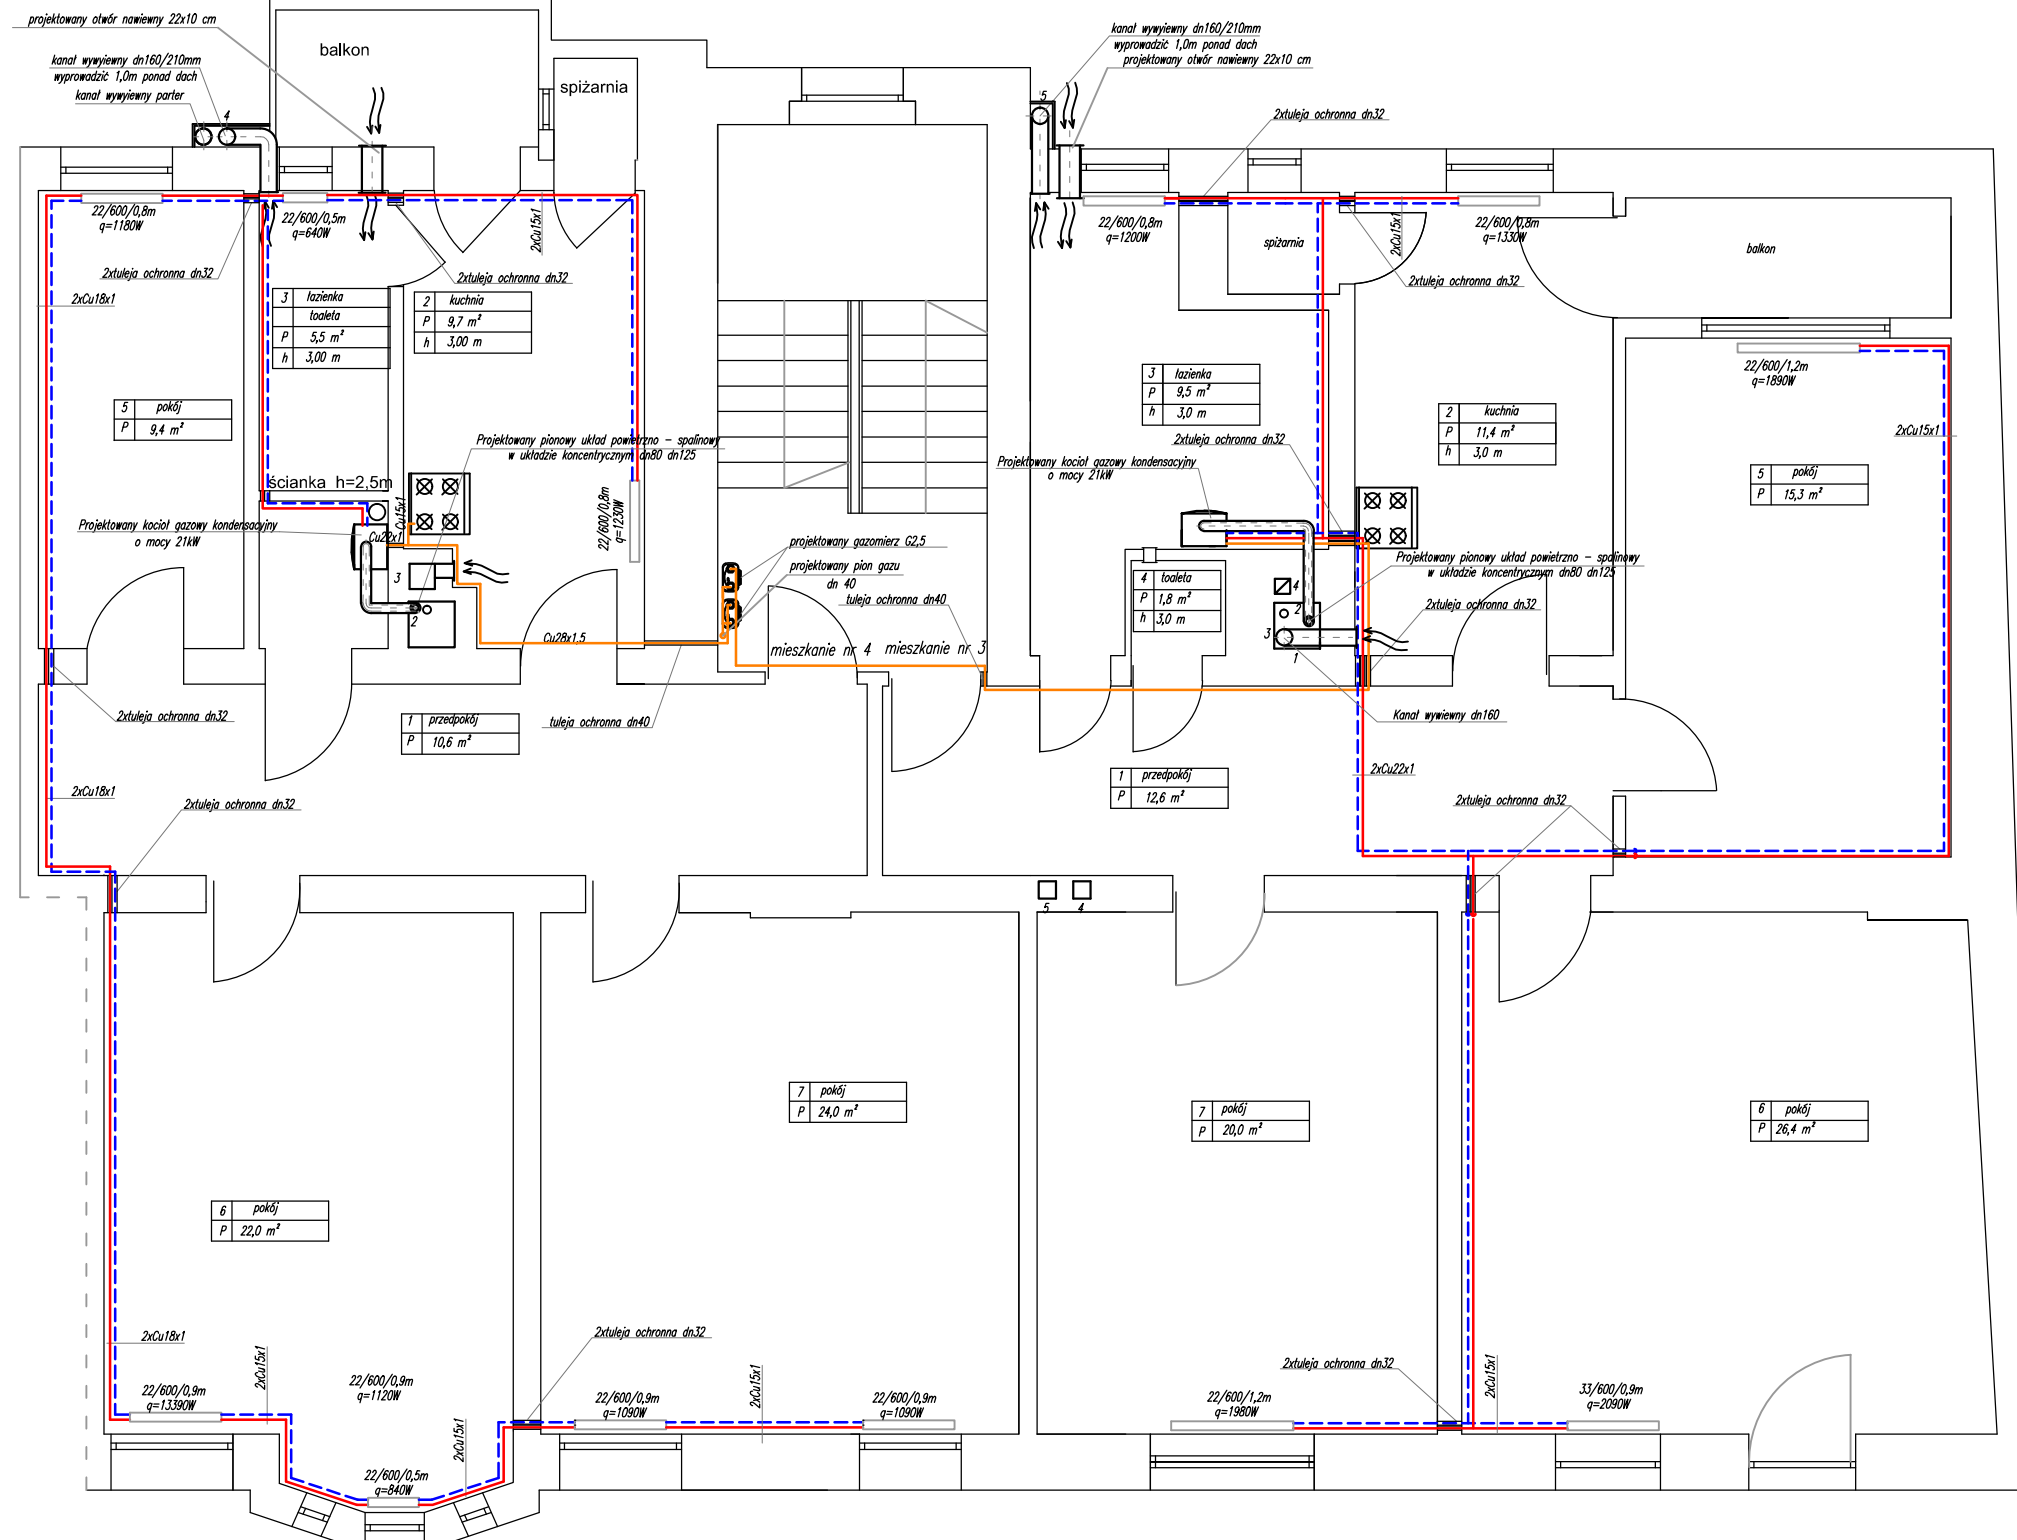 projektowany otwór nawiewny 22x10 cm
kanał wywyiewny dn160/210mm
wyprowadzić 1,0m ponad dach
kanał wywyiewny parter
4
balkon
spiżarnia
5
kanał wywyiewny dn160/210mm
wyprowadzić 1,0m ponad dach
projektowany otwór nawiewny 22x10 cm
2xtuleja ochronna dn32
22/600/0,8m
q=1180W
22/600/0,5m
q=640W
2xCu15x1
22/600/0,8m
q=1200W
spiżarnia
2xCu15x1
22/600/0,8m
q=1330W
balkon
2xtuleja ochronna dn32
2xtuleja ochronna dn32
2xtuleja ochronna dn32
2xCu18x1
3 łazienka
toaleta
P 5,5 m²
h 3,00 m
2 kuchnia
P 9,7 m²
h 3,00 m
3 łazienka
P 9,5 m²
h 3,0 m
22/600/1,2m
q=1890W
5 pokój
P 9,4 m²
2 kuchnia
P 11,4 m²
h 3,0 m
2xCu15x1
Projektowany pionowy układ powietrzno - spalinowy
w układzie koncentrycznym dn80 dn125
2xtuleja ochronna dn32
Projektowany kocioł gazowy kondensacyjny
o mocy 21kW
5 pokój
P 15,3 m²
ścianka h=2,5m
Cu15x1
22/600/0,8m
q=1230W
Projektowany kocioł gazowy kondensacyjny
o mocy 21kW
Cu22x1
projektowany gazomierz G2,5
projektowany pion gazu
dn 40
tuleja ochronna dn40
3
2
4 toaleta
P 1,8 m²
h 3,0 m
4
2
3
1
Projektowany pionowy układ powietrzno - spalinowy
w układzie koncentrycznym dn80 dn125
2xtuleja ochronna dn32
Cu28x1,5
mieszkanie nr 4 mieszkanie nr 3
2xtuleja ochronna dn32
1 przedpokój
P 10,6 m²
tuleja ochronna dn40
Kanał wywiewny dn160
2xCu18x1
2xtuleja ochronna dn32
1 przedpokój
P 12,6 m²
2xCu22x1
2xtuleja ochronna dn32
5 4
7 pokój
P 24,0 m²
7 pokój
P 20,0 m²
6 pokój
P 26,4 m²
6 pokój
P 22,0 m²
2xCu18x1
2xCu15x1
22/600/0,9m
q=13390W
22/600/0,9m
q=1120W
2xCu15x1
22/600/0,5m
q=840W
2xtuleja ochronna dn32
22/600/0,9m
q=1090W
2xCu15x1
22/600/0,9m
q=1090W
22/600/1,2m
q=1980W
2xtuleja ochronna dn32
2xCu15x1
33/600/0,9m
q=2090W